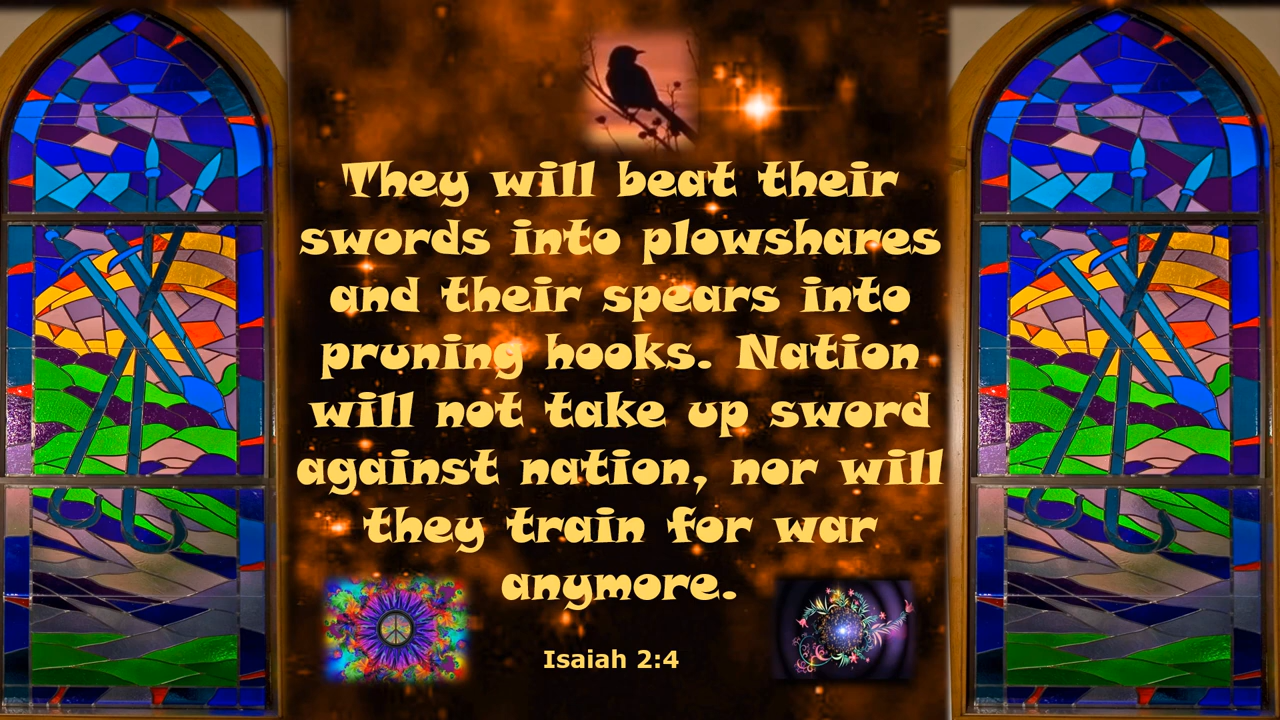 They will beat their
swords into plowshares
and their spears into
pruning hooks. Nation
will not take up sword
against nation, nor will
they train for war
anymore.
Isaiah 2:4